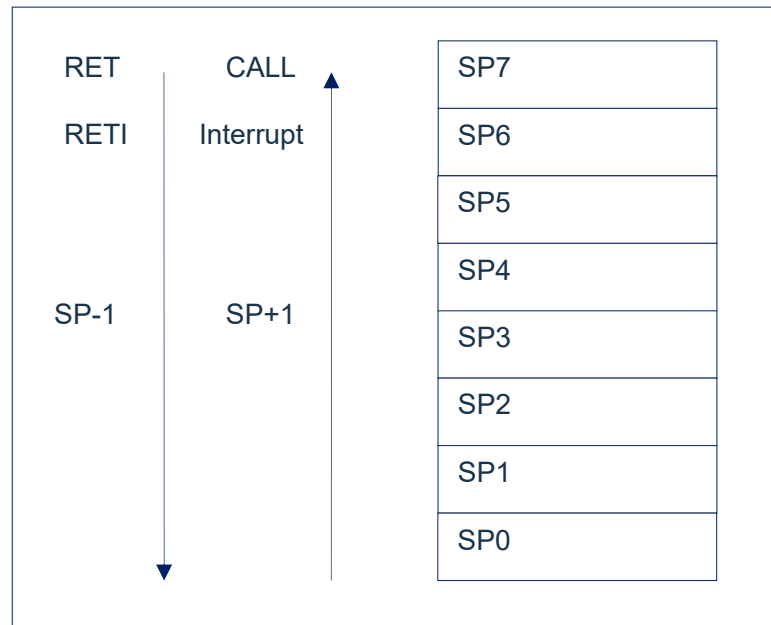 RET CALL SP7
RETI Interrupt SP6
SP5
SP4
SP-1 SP+1 SP3
SP2
SP1
SP0